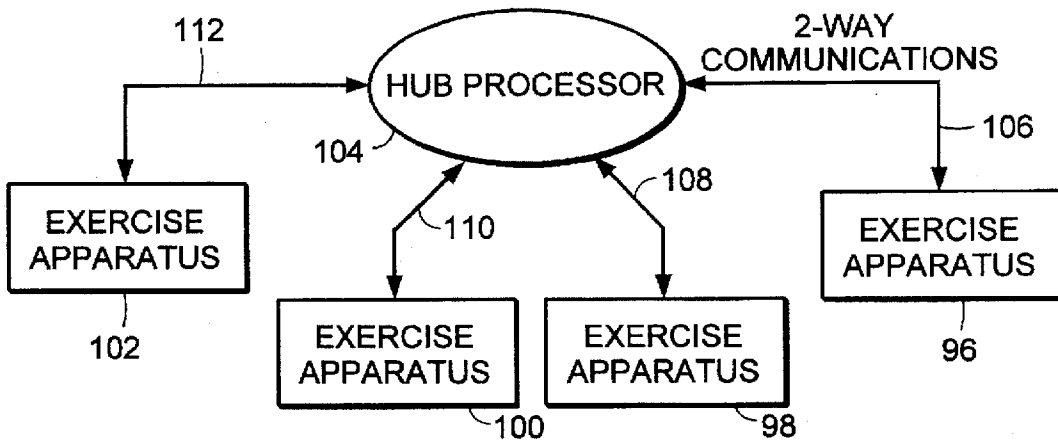 112
2-WAY
COMMUNICATIONS
HUB PROCESSOR
104
106
108
110
EXERCISE
APPARATUS
102
EXERCISE
APPARATUS
100
EXERCISE
APPARATUS
98
EXERCISE
APPARATUS
96